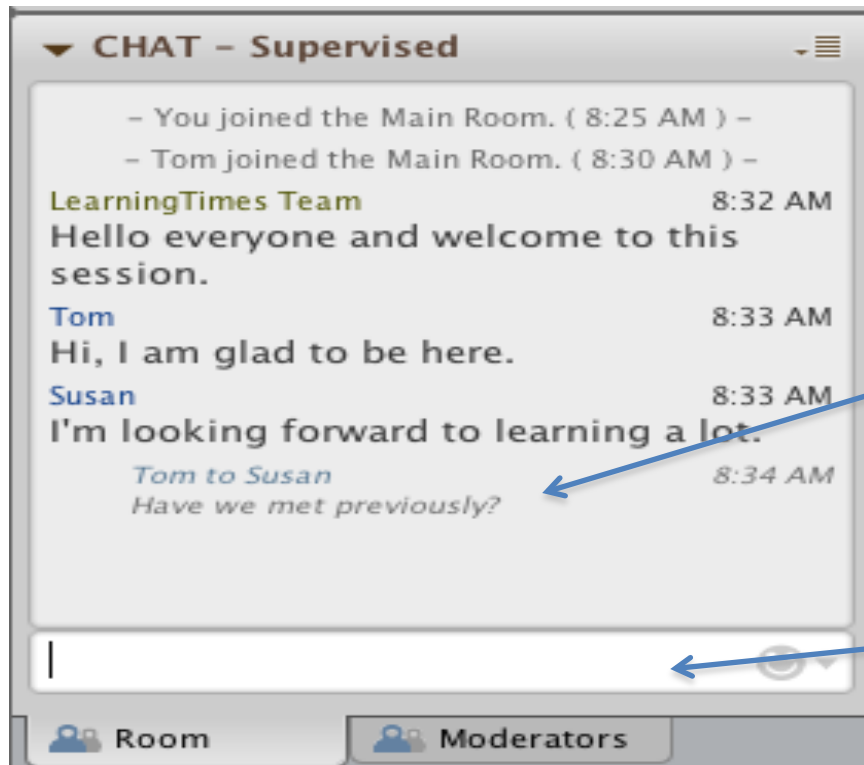 CHAT – Supervised
– You joined the Main Room. ( 8:25 AM ) –
– Tom joined the Main Room. ( 8:30 AM ) –
LearningTimes Team 8:32 AM
Hello everyone and welcome to this
session.
Tom 8:33 AM
Hi, I am glad to be here.
Susan 8:33 AM
I'm looking forward to learning a lot.
Tom to Susan 8:34 AM
Have we met previously?
Room Moderators